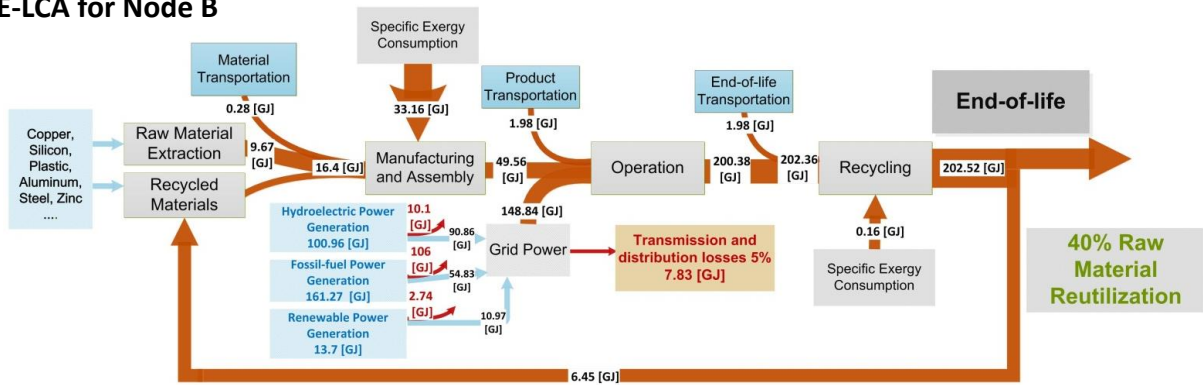 E-LCA for Node B
Specific Exergy
Consumption
Material
Transportation
Product
Transportation
End-of-life
Transportation
End-of-life
0.28 [GJ]
33.16 [GJ]
1.98 [GJ]
1.98 [GJ]
Copper,
Silicon,
Plastic,
Aluminum,
Steel, Zinc
....
Raw Material
Extraction
9.67
[GJ]
Recycled
Materials
16.4 [GJ]
Manufacturing
and Assembly
49.56
[GJ]
Operation
200.38
[GJ]
202.36
[GJ]
Recycling
202.52 [GJ]
148.84 [GJ]
Hydroelectric Power
Generation
100.96 [GJ]
10.1
[GJ]
90.86
[GJ]
Fossil-fuel Power
Generation
161.27 [GJ]
106
[GJ]
54.83
[GJ]
Renewable Power
Generation
13.7 [GJ]
2.74
[GJ]
10.97
[GJ]
Grid Power
Transmission and
distribution losses 5%
7.83 [GJ]
0.16 [GJ]
Specific Exergy
Consumption
40% Raw
Material
Reutilization
6.45 [GJ]